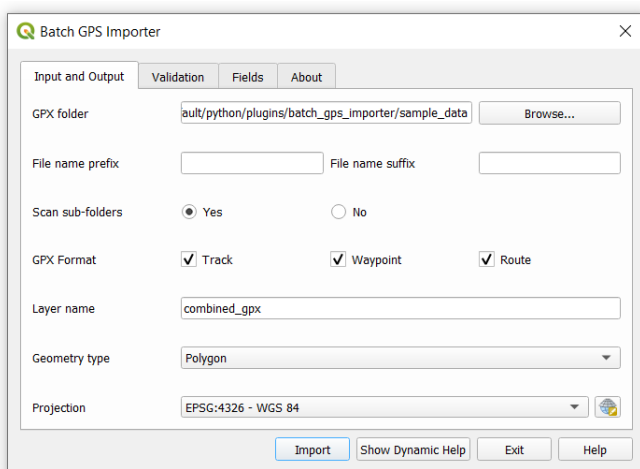 Batch GPS Importer
Input and Output Validation Fields About
GPX folder ault/python/plugins/batch_gps_importer/sample_data Browse...
File name prefix File name suffix
Scan sub-folders Yes No
GPX Format Track Waypoint Route
Layer name combined_gpx
Geometry type Polygon
Projection EPSG:4326 - WGS 84
Import Show Dynamic Help Exit Help